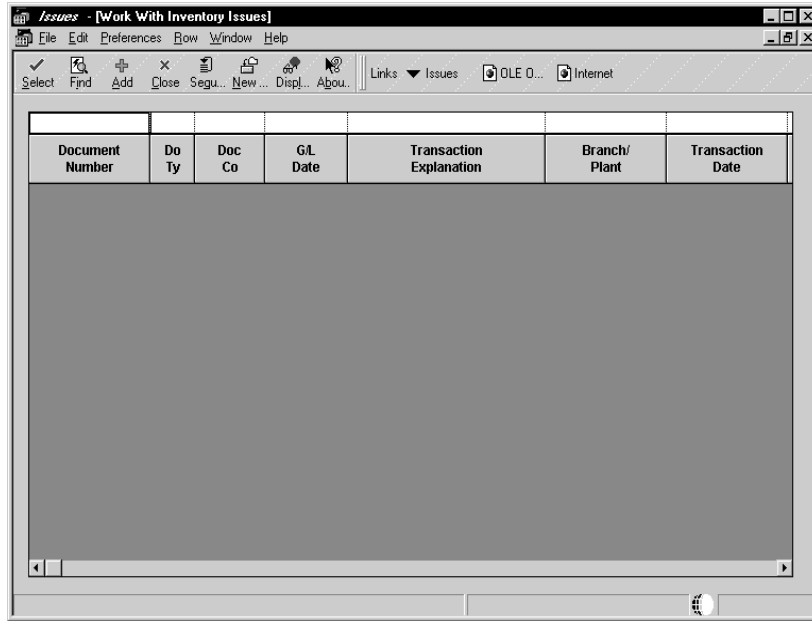 Issues - [Work With Inventory Issues]
File Edit Preferences Row Window Help
Select Find Add Close Sequ... New ... Displ... Abou.. Links Issues OLE O... Internet
Document Number Do Ty Doc Co G/L Date Transaction Explanation Branch/ Plant Transaction Date